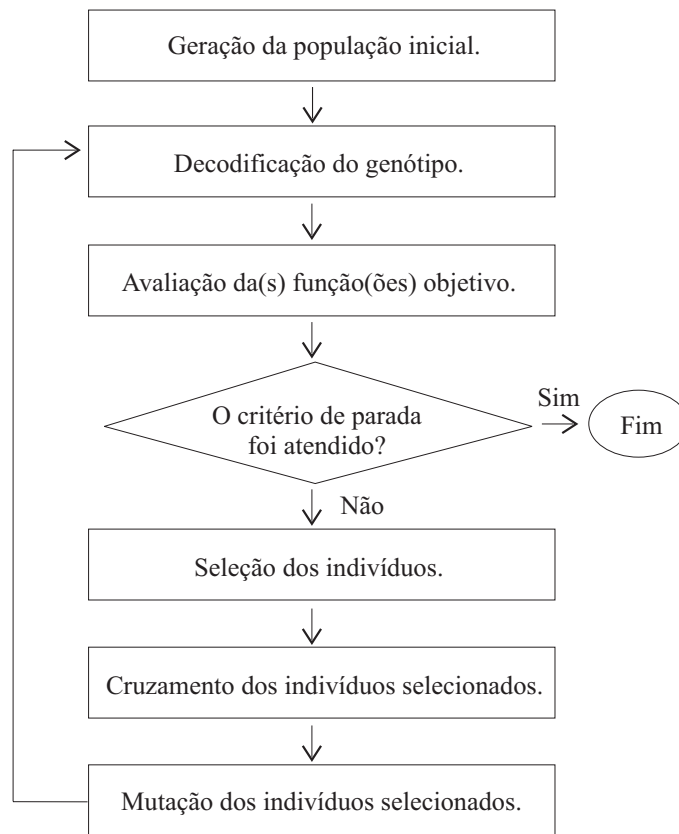 Geração da população inicial.
Decodificação do genótipo.
Avaliação da(s) função(ões) objetivo.
O critério de parada
foi atendido?
Sim
Fim
Não
Seleção dos indivíduos.
Cruzamento dos indivíduos selecionados.
Mutação dos indivíduos selecionados.